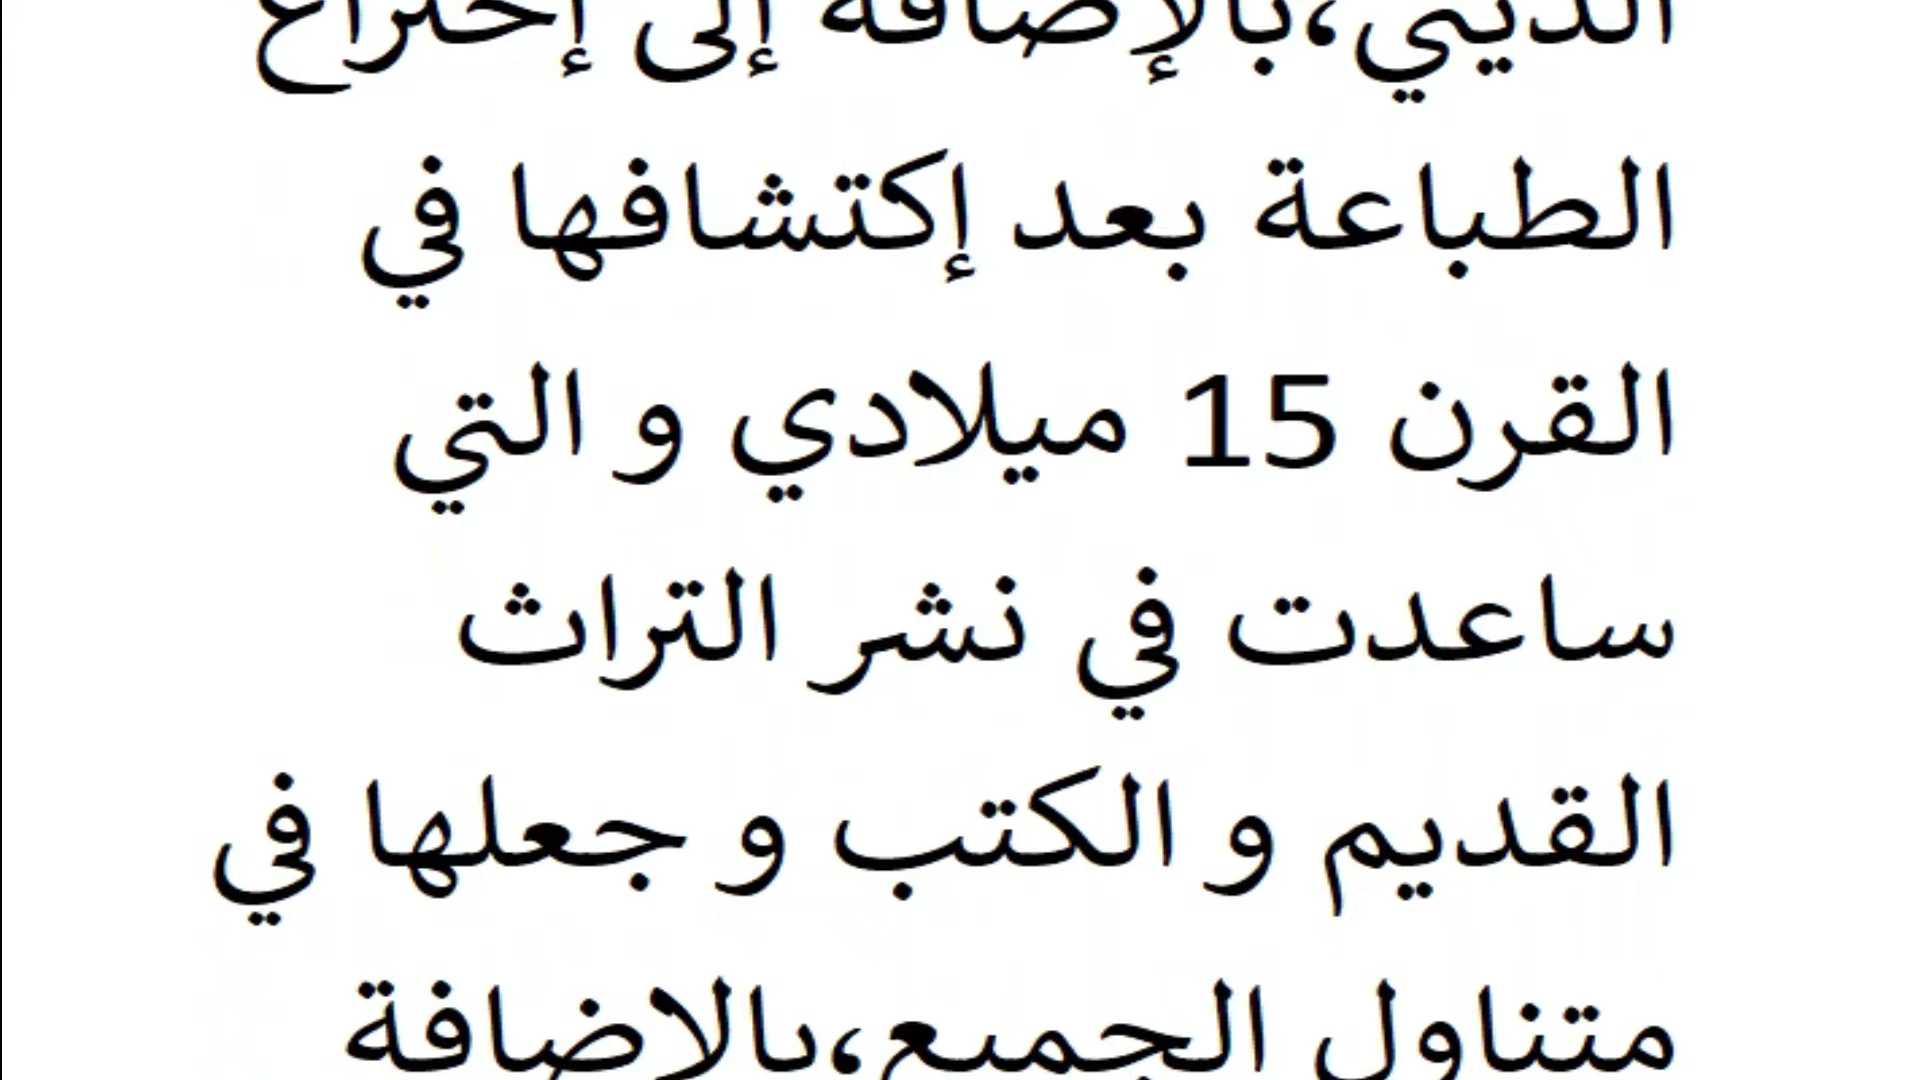 الديني،بالإضافة إلى إختراع
الطباعة بعد إكتشافها في
القرن 15 ميلادي و التي
ساعدت في نشر التراث
القديم و الكتب و جعلها في
متناول الجميع،بالإضافة